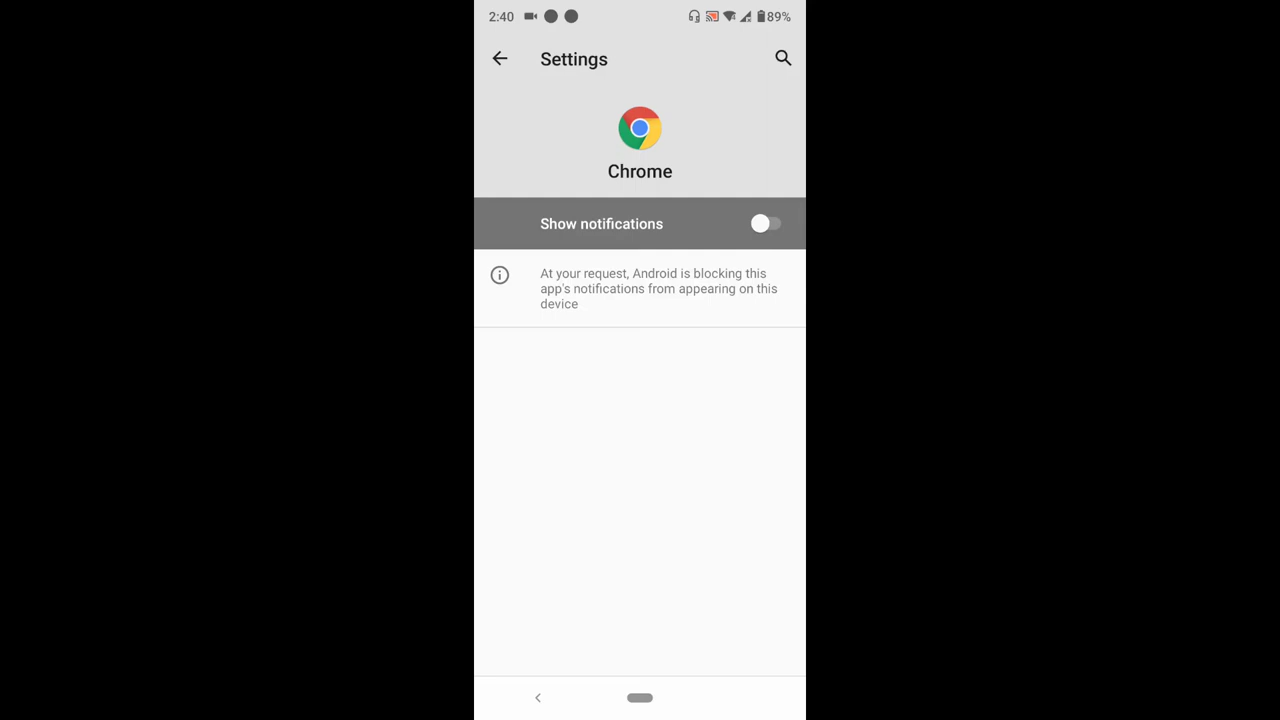 2:40 89%
Settings
Chrome
Show notifications
At your request, Android is blocking this
app's notifications from appearing on this
device